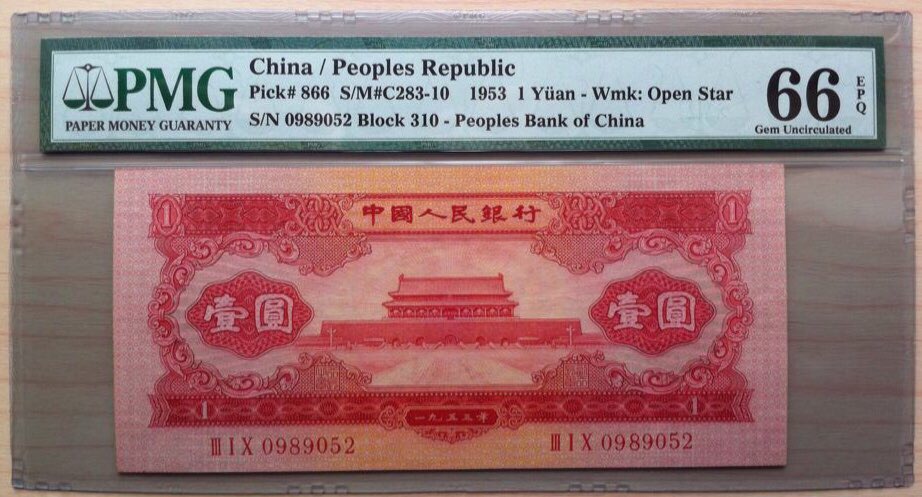 PMG
PAPER MONEY GUARANTY
China / Peoples Republic
Pick# 866 S/M#C283-10 1953 1 Yüan - Wmk: Open Star
S/N 0989052 Block 310 - Peoples Bank of China
66 EPQ
Gem Uncirculated
1 中國人民銀行 1
壹圓 壹圓
1 一九五三年 1
ⅢⅠⅩ 0989052 ⅢⅠⅩ 0989052